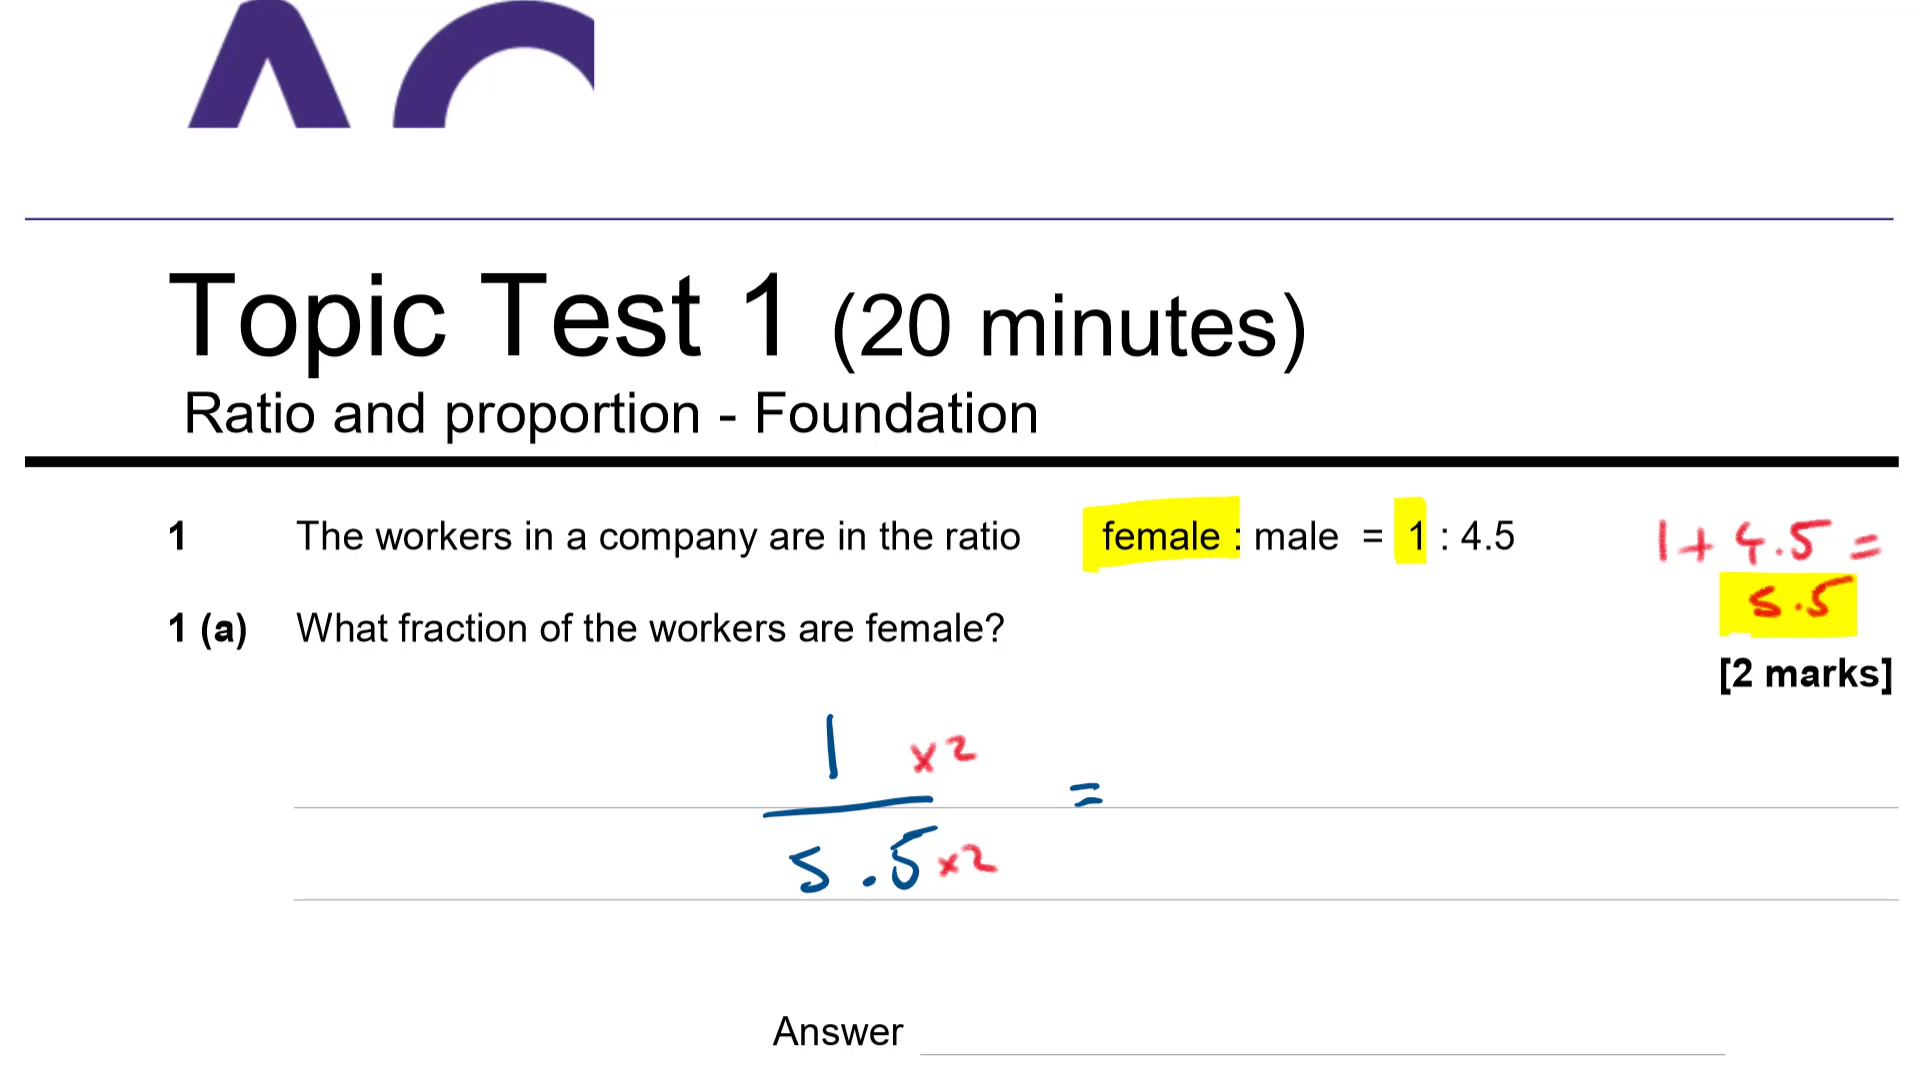 Topic Test 1 (20 minutes)
Ratio and proportion - Foundation
1 The workers in a company are in the ratio female : male = 1 : 4.5
1 + 4.5 =
5.5
1 (a) What fraction of the workers are female?
[2 marks]
1 ×2
=
5.5 ×2
Answer